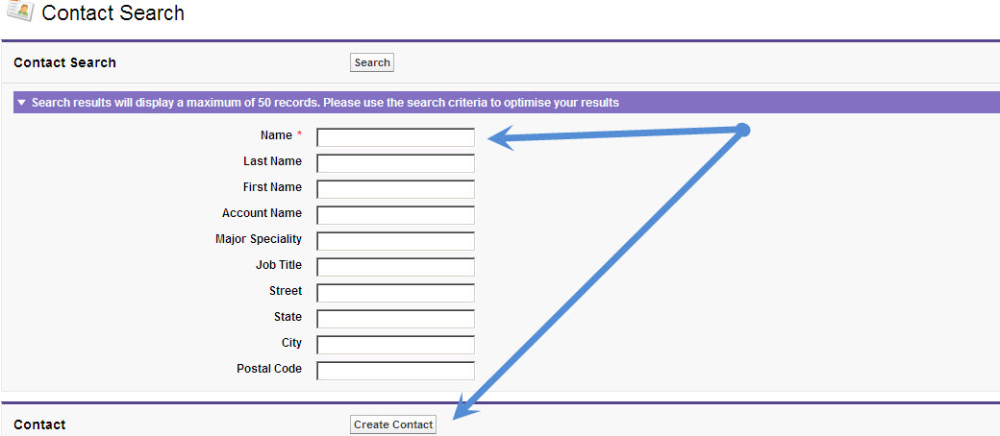 Contact Search
Contact Search Search
Search results will display a maximum of 50 records. Please use the search criteria to optimise your results
Name *
Last Name
First Name
Account Name
Major Speciality
Job Title
Street
State
City
Postal Code
Contact Create Contact